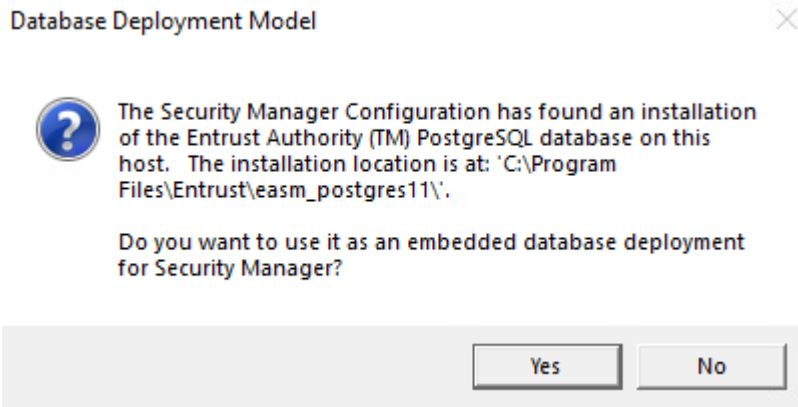 Database Deployment Model
The Security Manager Configuration has found an installation
of the Entrust Authority (TM) PostgreSQL database on this
host.   The installation location is at: 'C:\Program
Files\Entrust\easm_postgres11\'.
Do you want to use it as an embedded database deployment
for Security Manager?
Yes
No